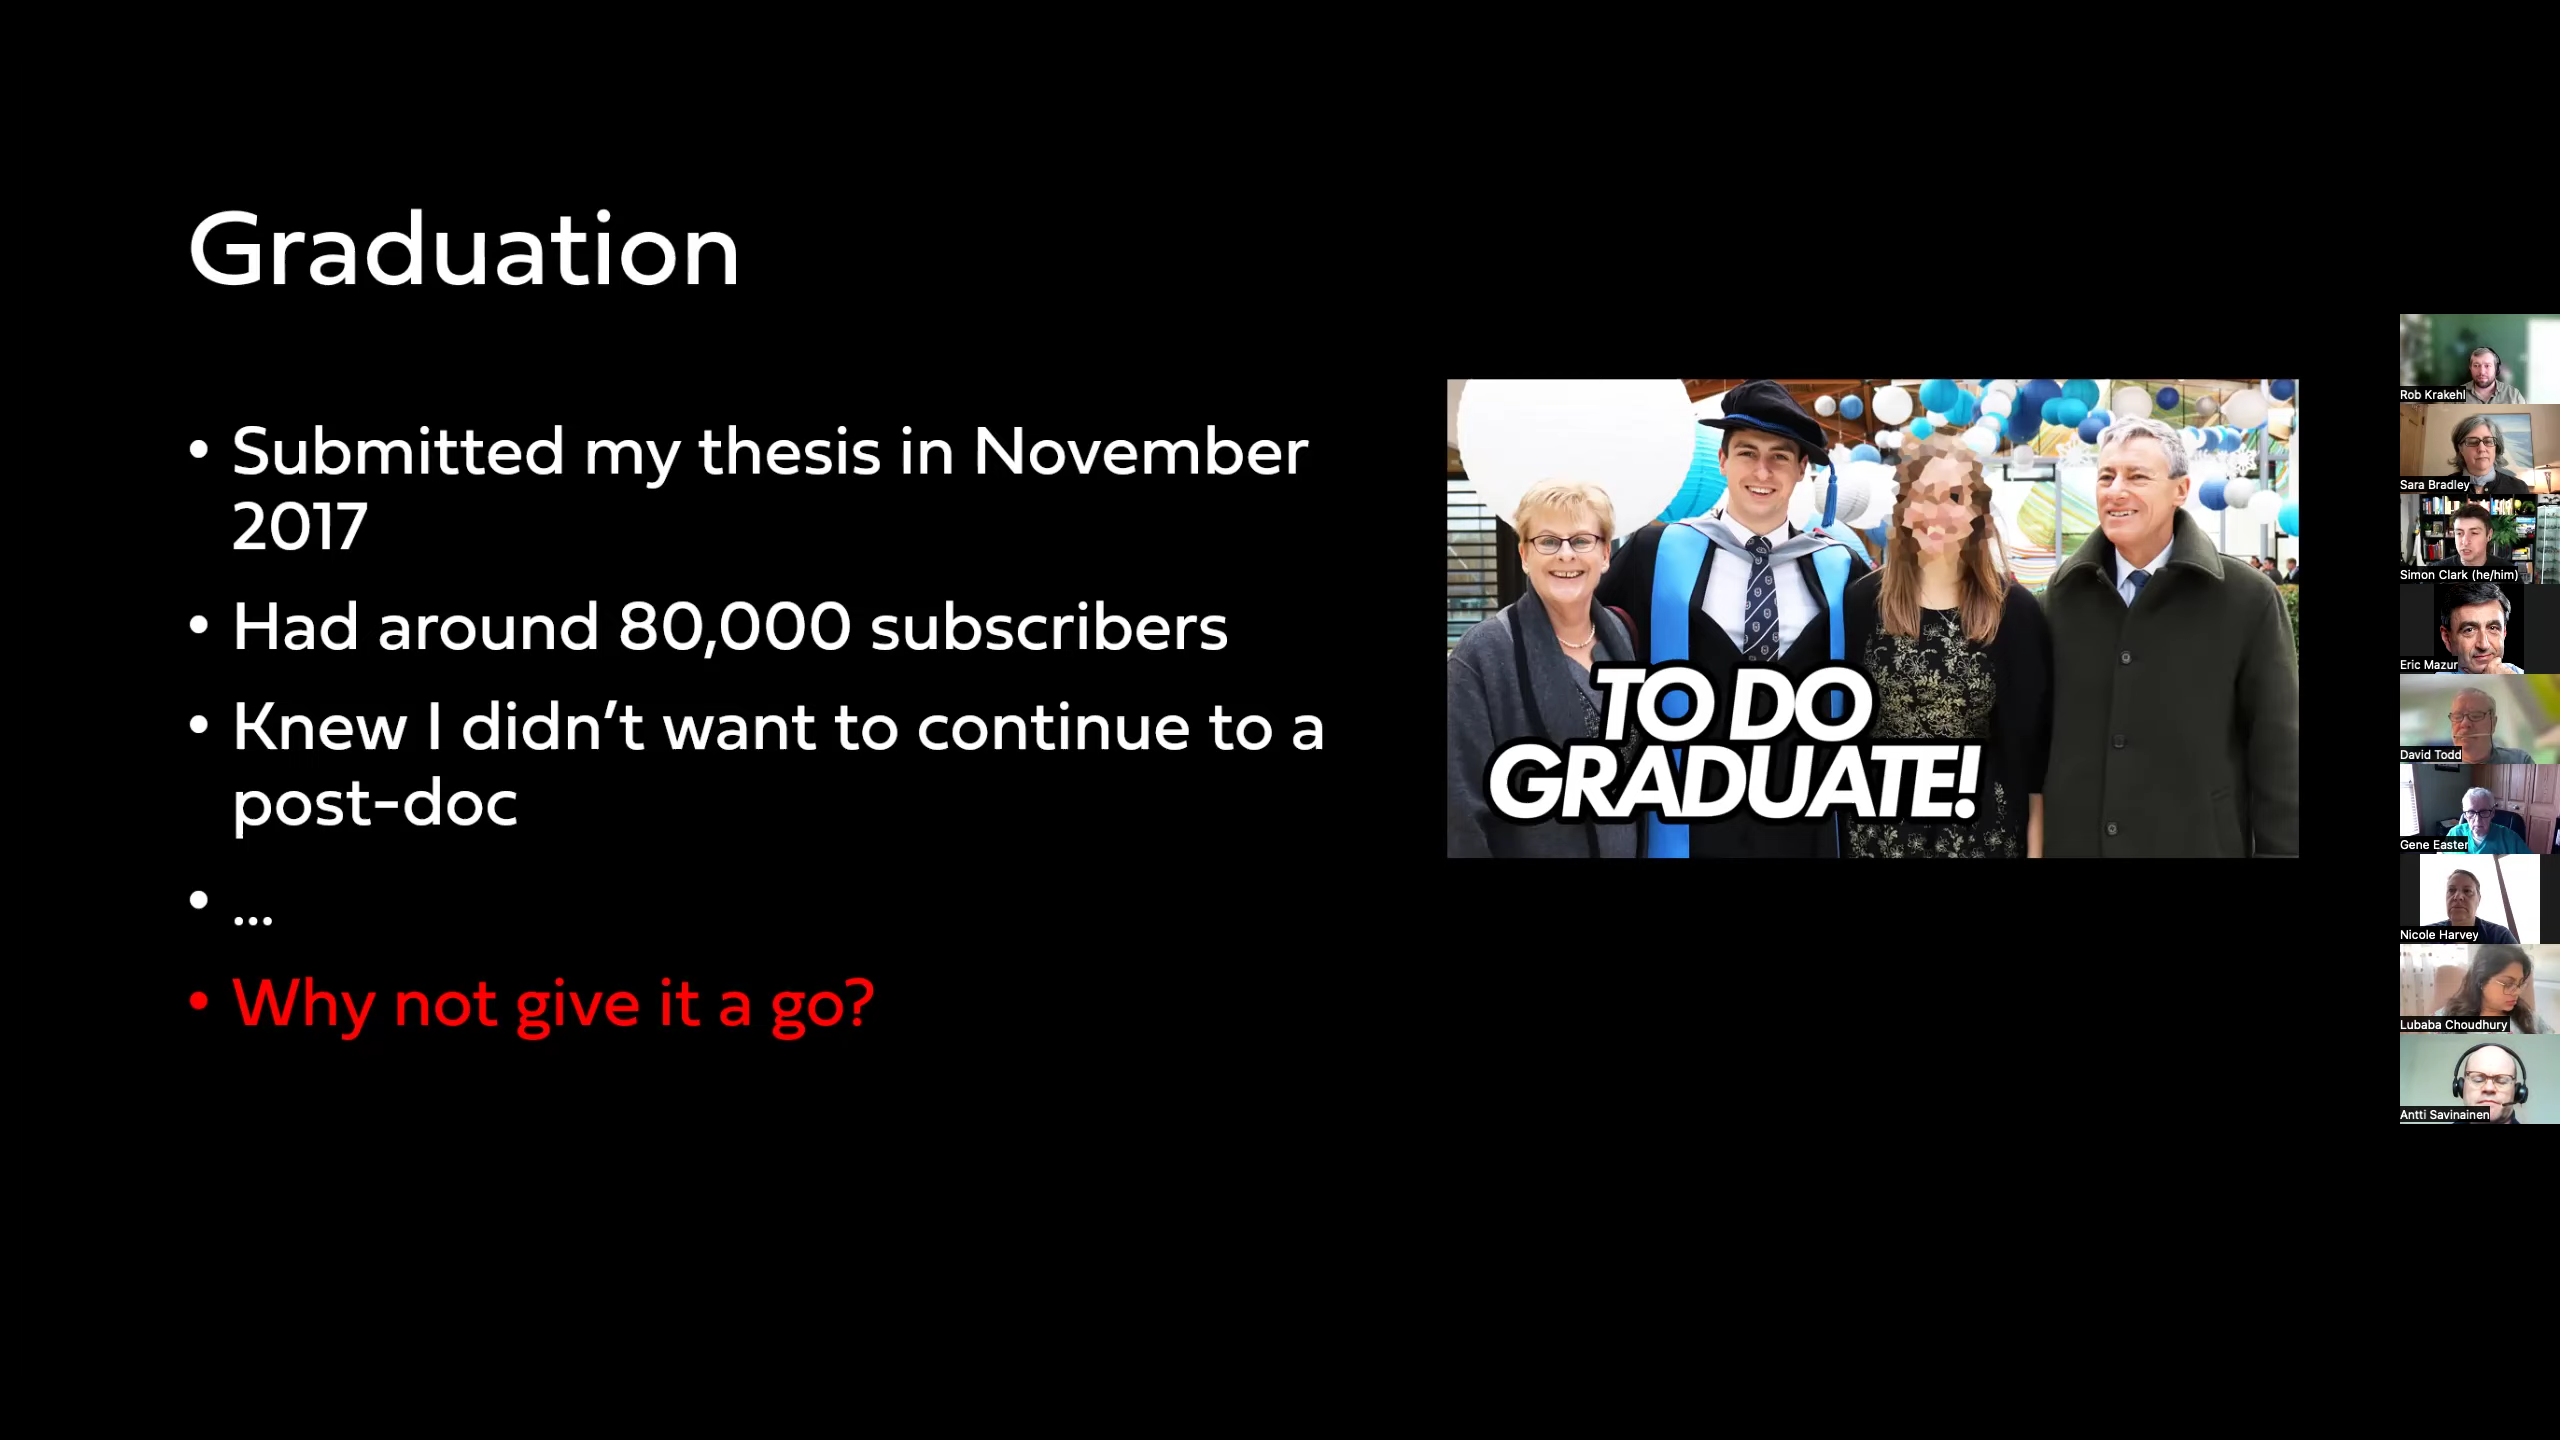 Graduation
• Submitted my thesis in November
2017
• Had around 80,000 subscribers
• Knew I didn’t want to continue to a
post-doc
• ...
• Why not give it a go?
TO DO
GRADUATE!
Rob Krakehl
Sara Bradley
Simon Clark (he/him)
Eric Mazur
David Todd
Gene Easter
Nicole Harvey
Lubaba Choudhury
Antti Savinainen